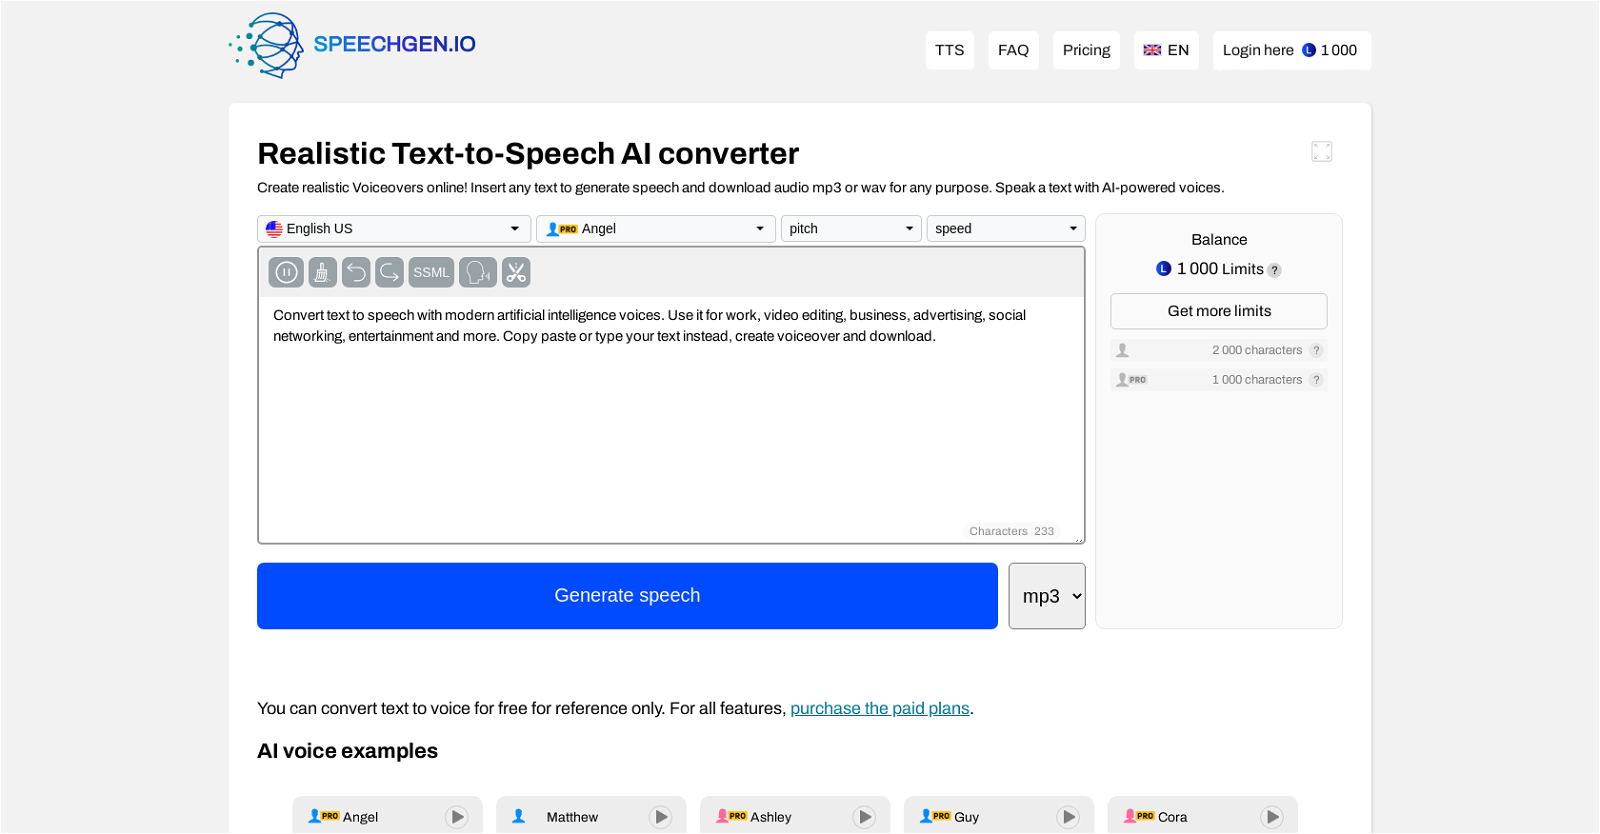 SPEECHGEN.IO
TTS
FAQ
Pricing
EN
Login here L 1 000
Realistic Text-to-Speech AI converter
Create realistic Voiceovers online! Insert any text to generate speech and download audio mp3 or wav for any purpose. Speak a text with AI-powered voices.
English US
PRO Angel
pitch
speed
SSML
Convert text to speech with modern artificial intelligence voices. Use it for work, video editing, business, advertising, social
networking, entertainment and more. Copy paste or type your text instead, create voiceover and download.
Characters 233
Generate speech
mp3
Balance
L 1 000 Limits ?
Get more limits
2 000 characters ?
PRO 1 000 characters ?
You can convert text to voice for free for reference only. For all features, purchase the paid plans.
AI voice examples
PRO Angel
Matthew
PRO Ashley
PRO Guy
PRO Cora